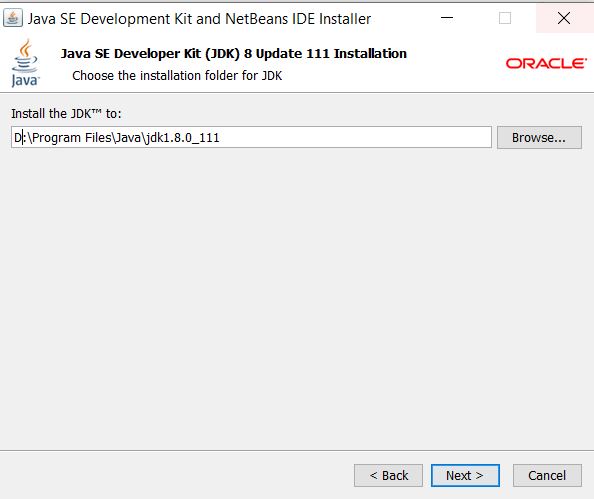 Java SE Development Kit and NetBeans IDE Installer
Java SE Developer Kit (JDK) 8 Update 111 Installation
Choose the installation folder for JDK
Java
ORACLE
Install the JDK™ to:
D:\Program Files\Java\jdk1.8.0_111
Browse...
< Back
Next >
Cancel